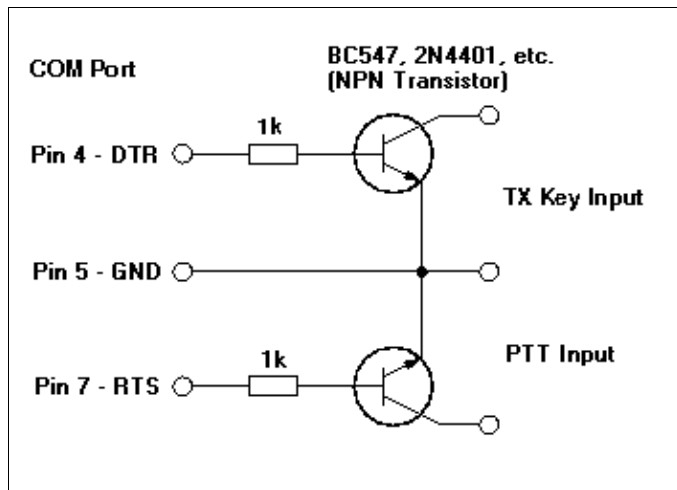 BC547, 2N4401, etc.
(NPN Transistor)
COM Port
1k
Pin 4 - DTR
TX Key Input
Pin 5 - GND
PTT Input
1k
Pin 7 - RTS